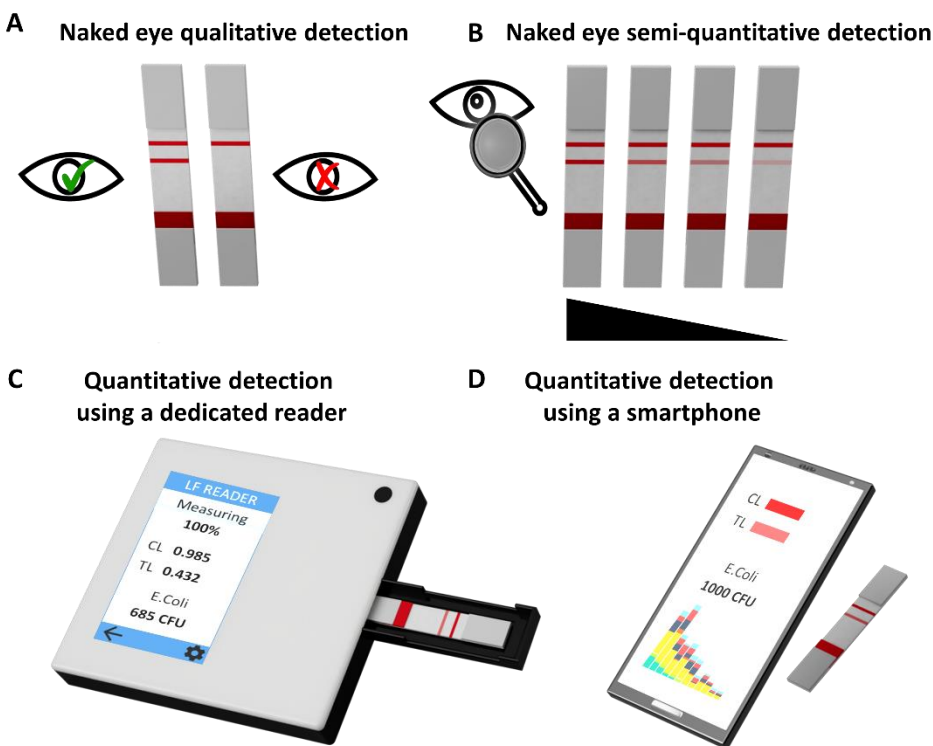 A
Naked eye qualitative detection
B
Naked eye semi-quantitative detection
C
Quantitative detection
using a dedicated reader
LF READER
Measuring
100%
CL 0.985
TL 0.432
E.Coli
685 CFU
D
Quantitative detection
using a smartphone
CL
TL
E.Coli
1000 CFU